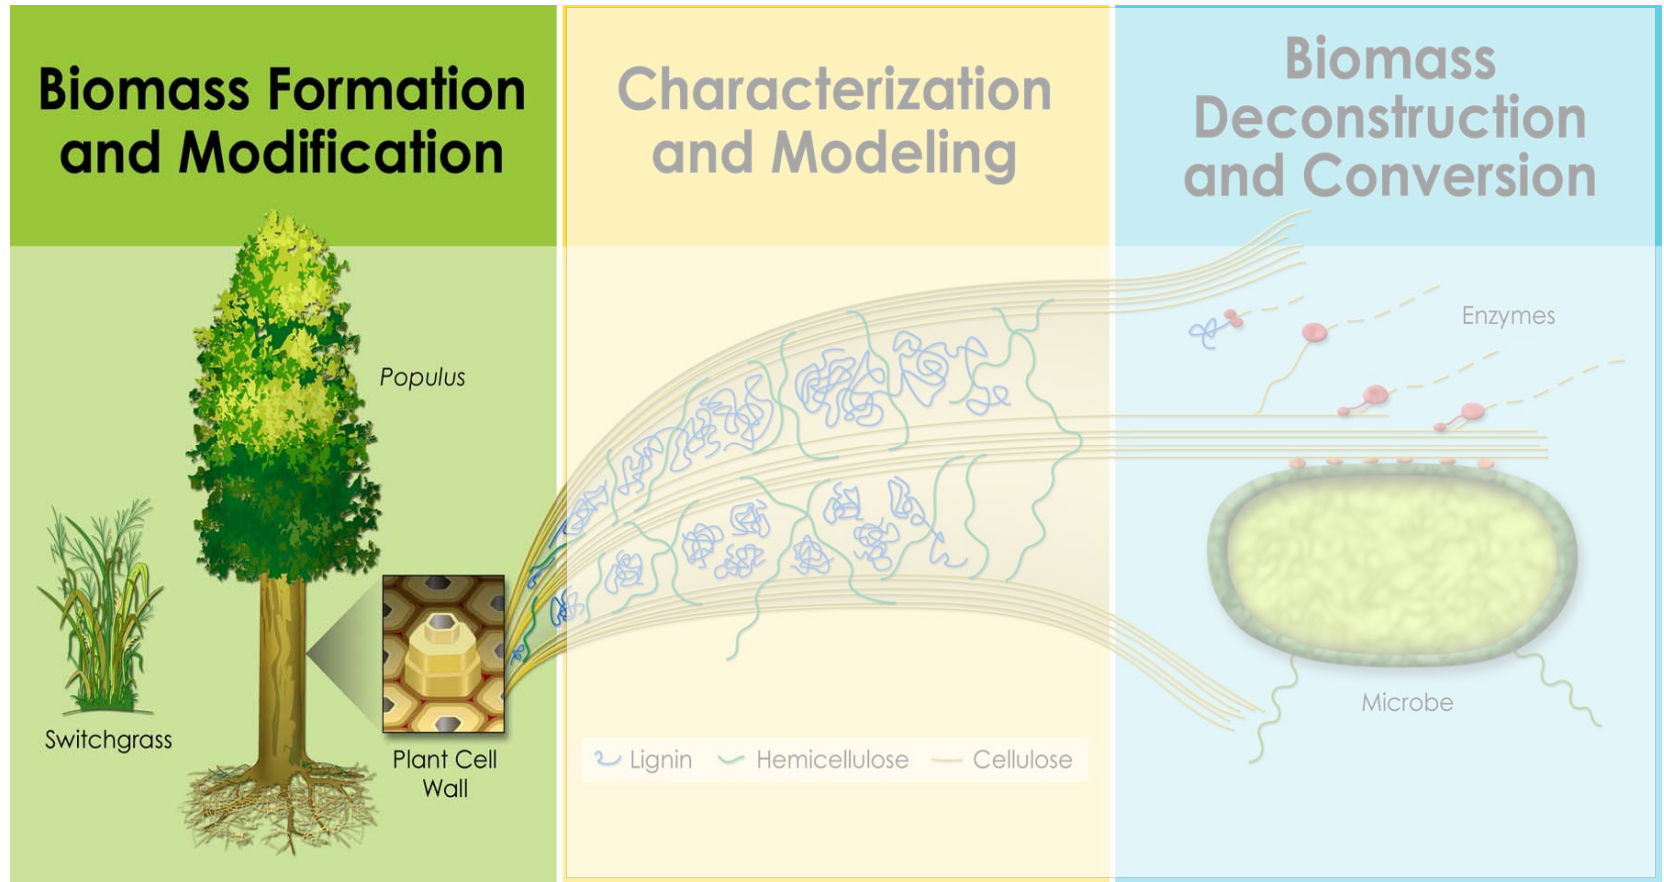 Biomass Formation
and Modification
Populus
Switchgrass
Plant Cell
Wall
Characterization
and Modeling
Lignin Hemicellulose Cellulose
Biomass
Deconstruction
and Conversion
Enzymes
Microbe